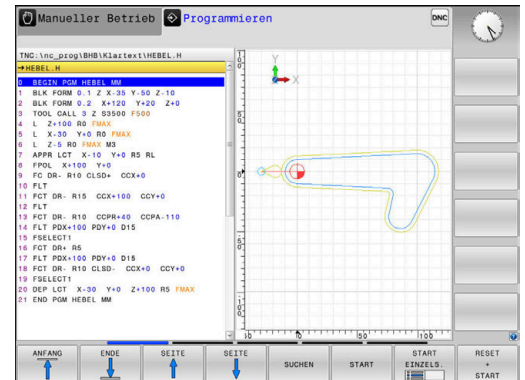 Manueller Betrieb
Programmieren
DNC
TNC:\nc_prog\BHB\Klartext\HEBEL.H
→HEBEL.H
0 BEGIN PGM HEBEL MM
1 BLK FORM 0.1 Z X-35 Y-50 Z-10
2 BLK FORM 0.2 X+120 Y+20 Z+0
3 TOOL CALL 3 Z S3500 F500
4 L Z+100 R0 FMAX
5 L X-30 Y+0 R0 FMAX
6 L Z-5 R0 FMAX M3
7 APPR LCT X-10 Y+0 R5 RL
8 FPOL X+100 Y+0
9 FC DR- R10 CLSD+ CCX+0
10 FLT
11 FCT DR- R15 CCX+100 CCY+0
12 FLT
13 FCT DR- R10 CCPR+40 CCPA-110
14 FLT PDX+100 PDY+0 D15
15 FSELECT1
16 FCT DR+ R5
17 FLT PDX+100 PDY+0 D15
18 FCT DR- R10 CLSD- CCX+0 CCY+0
19 FSELECT1
20 DEP LCT X-30 Y+0 Z+100 R5 FMAX
21 END PGM HEBEL MM
Y
X
0
50
100
ANFANG
ENDE
SEITE
SEITE
SUCHEN
START
START
EINZELS.
RESET
+
START